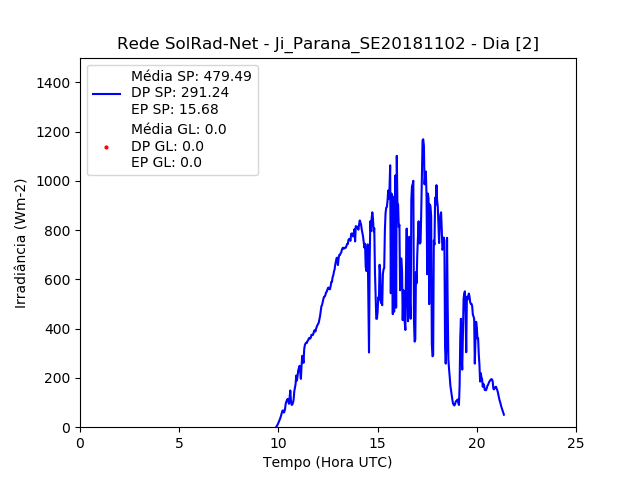 Rede SolRad-Net - Ji_Parana_SE20181102 - Dia [2]
Média SP: 479.49
DP SP: 291.24
EP SP: 15.68
Média GL: 0.0
DP GL: 0.0
EP GL: 0.0
1400
1200
1000
800
600
400
200
0
Irradiância (Wm-2)
0 5 10 15 20 25
Tempo (Hora UTC)